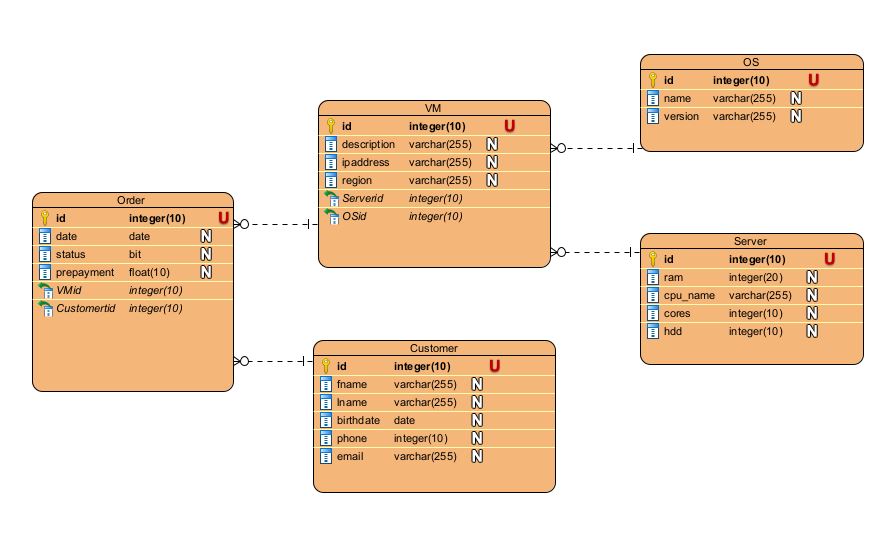 OS
id integer(10) U
name varchar(255) N
version varchar(255) N
VM
id integer(10) U
description varchar(255) N
ipaddress varchar(255) N
region varchar(255) N
Serverid integer(10)
OSid integer(10)
Order
id integer(10) U
date date N
status bit N
prepayment float(10) N
VMid integer(10)
Customertid integer(10)
Server
id integer(10) U
ram integer(20) N
cpu_name varchar(255) N
cores integer(10) N
hdd integer(10) N
Customer
id integer(10) U
fname varchar(255) N
lname varchar(255) N
birthdate date N
phone integer(10) N
email varchar(255) N